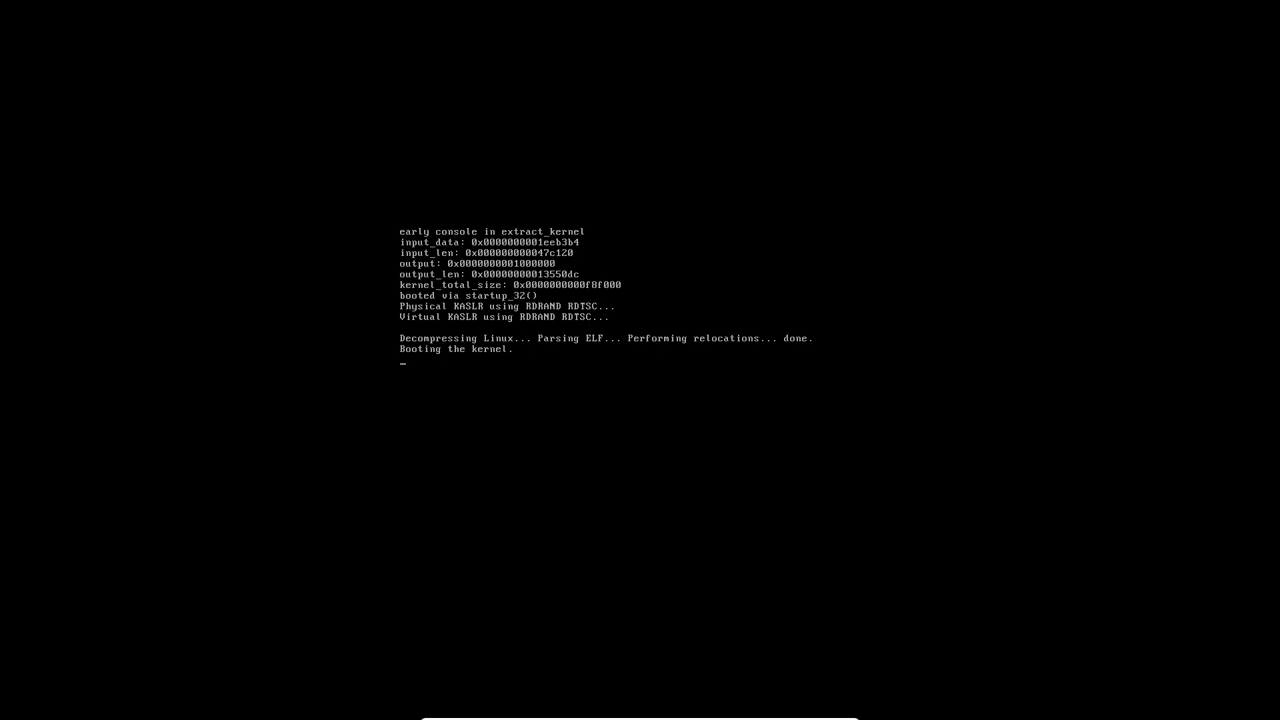 early console in extract_kernel
input_data: 0x0000000001eeb3b4
input_len: 0x000000000047c120
output: 0x0000000001000000
output_len: 0x00000000013550dc
kernel_total_size: 0x0000000000f8f000
booted via startup_32()
Physical KASLR using RDRAND RDTSC...
Virtual KASLR using RDRAND RDTSC...
Decompressing Linux... Parsing ELF... Performing relocations... done.
Booting the kernel.